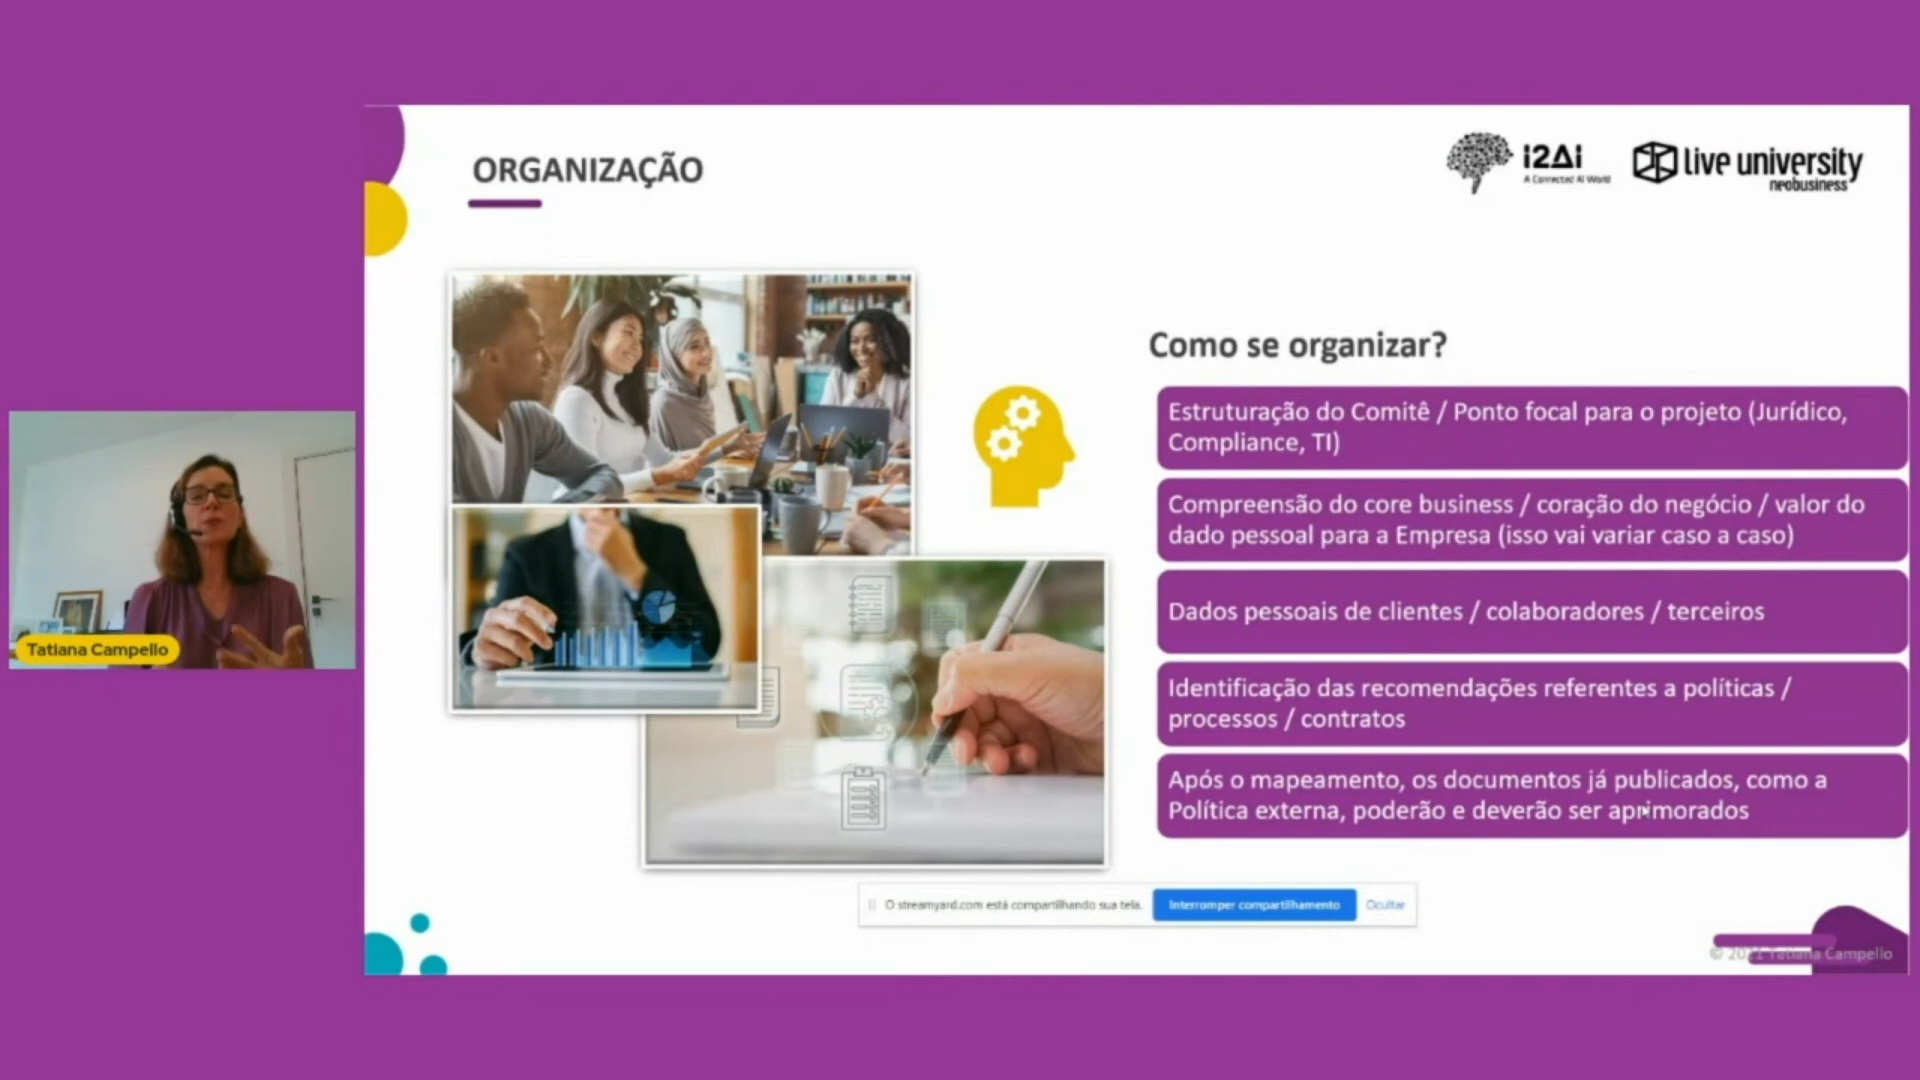 ORGANIZAÇÃO
i2Ai
A Connected AI World
live university
neobusiness
Como se organizar?
Estruturação do Comitê / Ponto focal para o projeto (Jurídico,
Compliance, TI)
Compreensão do core business / coração do negócio / valor do
dado pessoal para a Empresa (isso vai variar caso a caso)
Dados pessoais de clientes / colaboradores / terceiros
Identificação das recomendações referentes a políticas /
processos / contratos
Após o mapeamento, os documentos já publicados, como a
Política externa, poderão e deverão ser aprimorados
Tatiana Campello
O streamyard.com está compartilhando sua tela.
Interromper compartilhamento
Ocultar
© 2021 Tatiana Campello